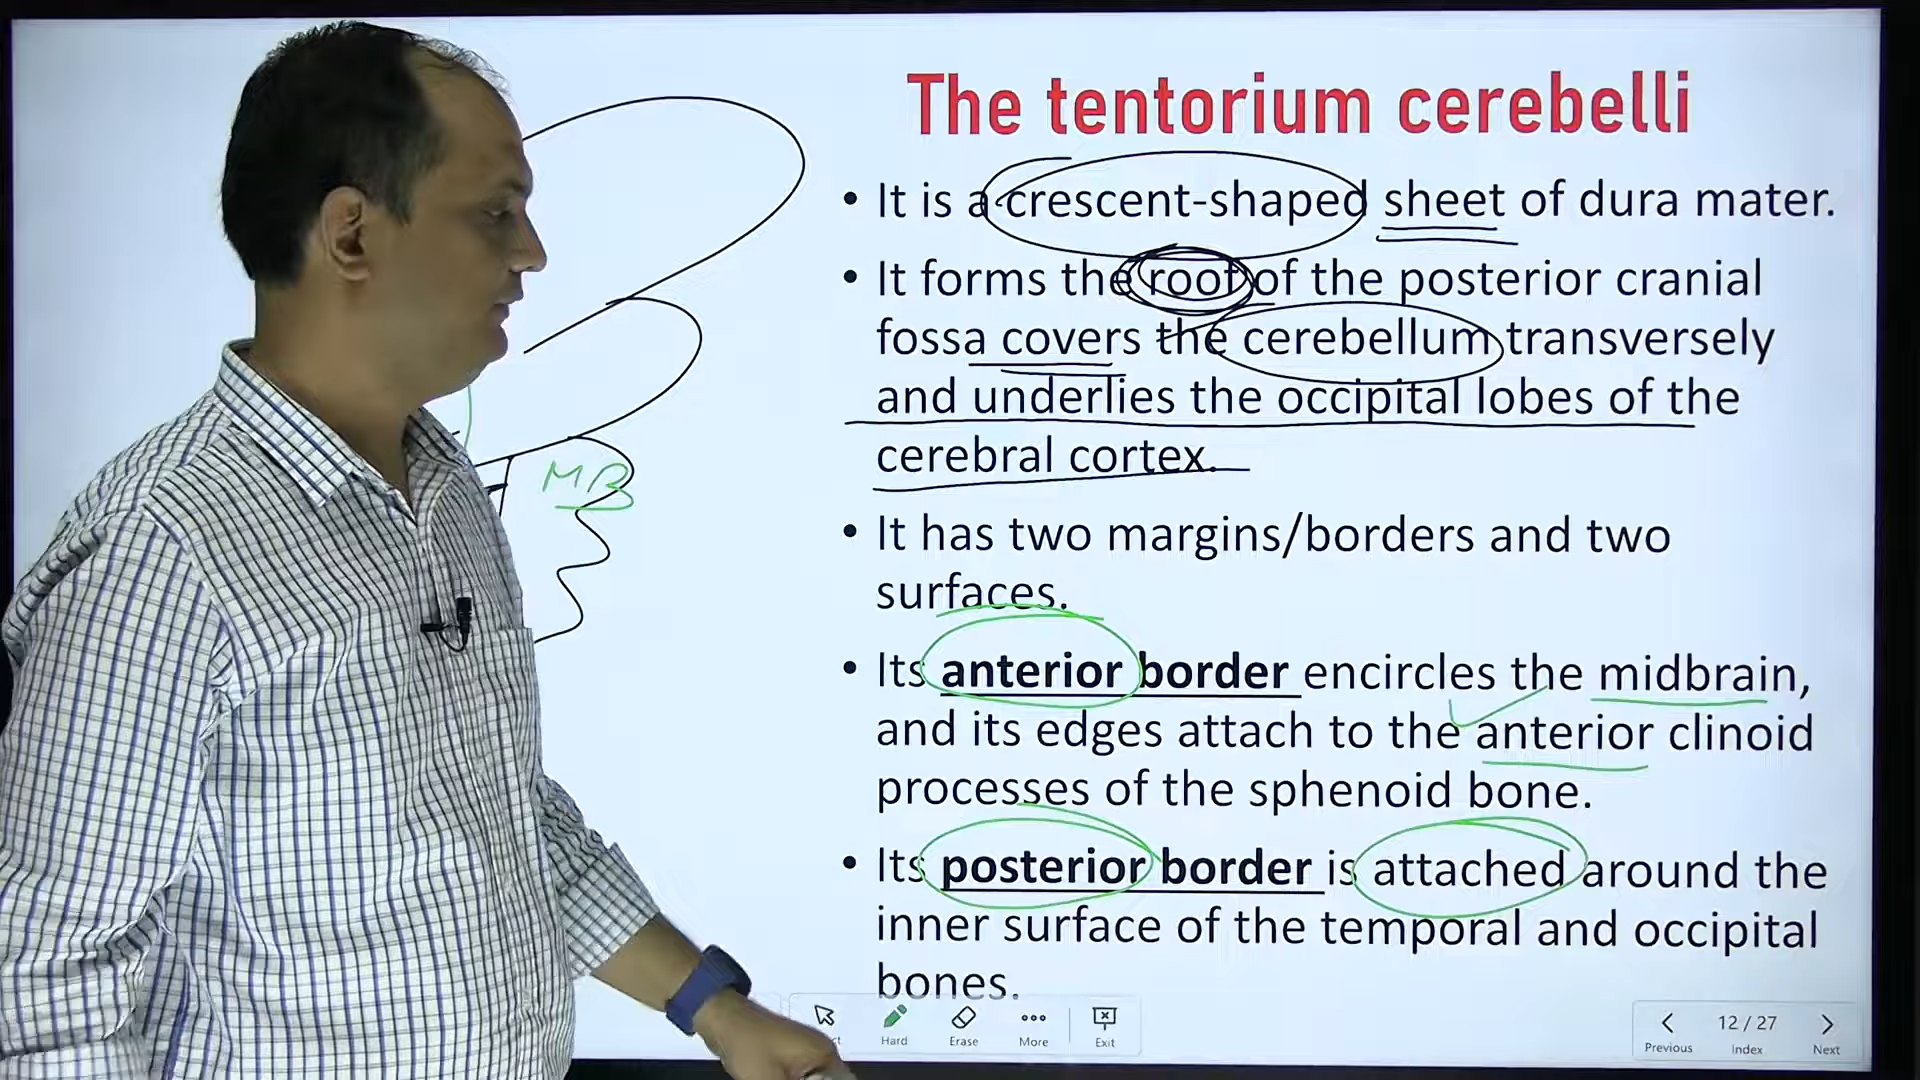 The tentorium cerebelli
• It is a crescent-shaped sheet of dura mater.
• It forms the roof of the posterior cranial
fossa covers the cerebellum transversely
and underlies the occipital lobes of the
cerebral cortex.
• It has two margins/borders and two
surfaces.
• Its anterior border encircles the midbrain,
and its edges attach to the anterior clinoid
processes of the sphenoid bone.
• Its posterior border is attached around the
inner surface of the temporal and occipital
bones.
MB
Hard
Erase
More
Exit
12 / 27
Previous
Index
Next